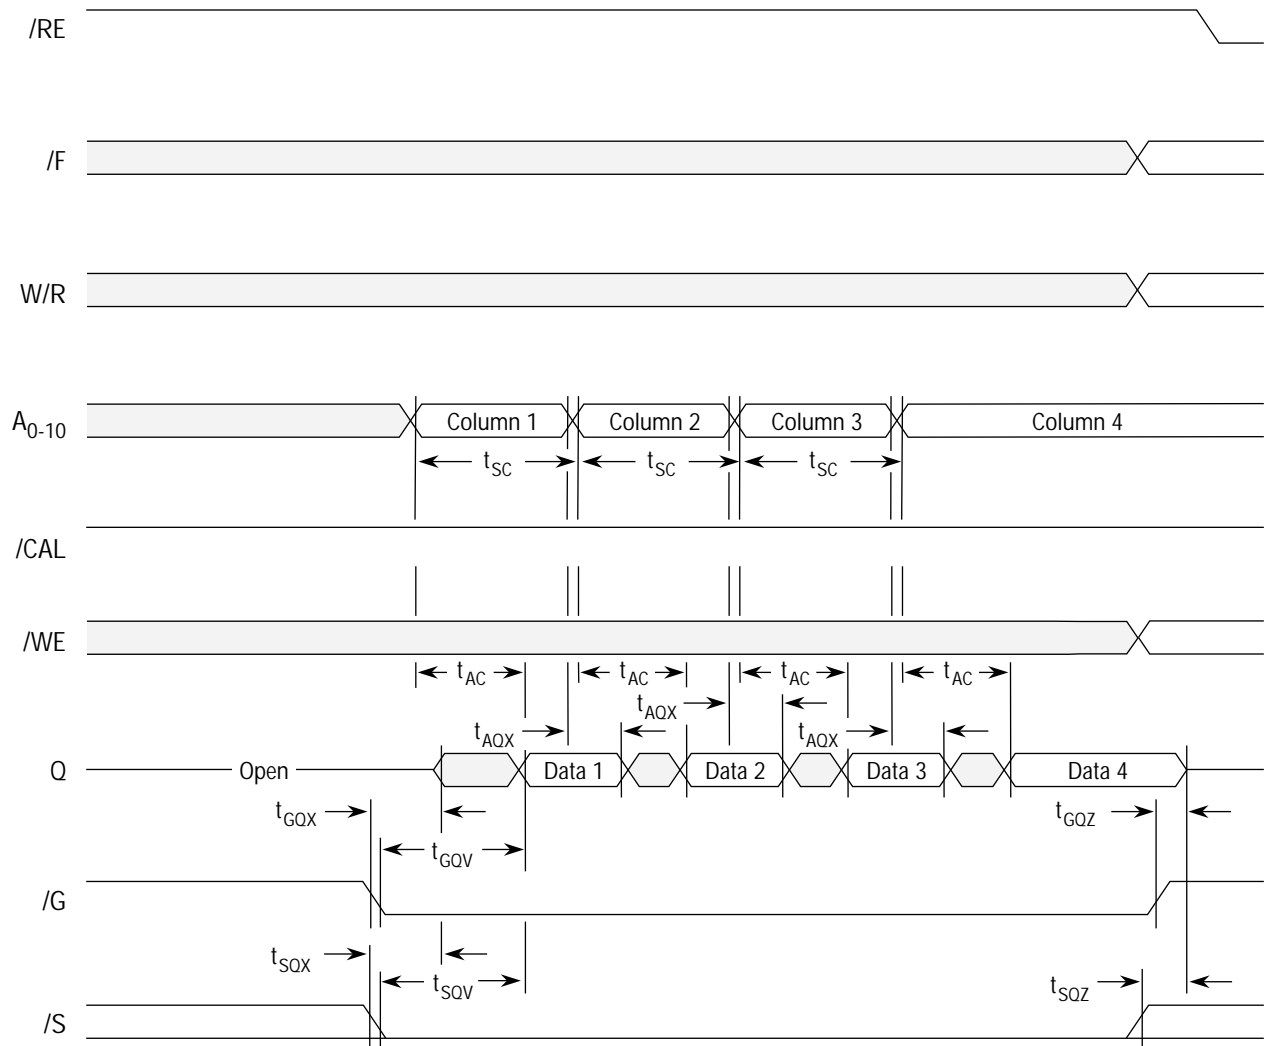 /RE
/F
W/R
A0-10
Column 1 Column 2 Column 3 Column 4
tSC tSC tSC
/CAL
/WE
tAC tAC tAC tAC
tAQX
tAQX tAQX
Q Open Data 1 Data 2 Data 3 Data 4
tGQX tGQZ
tGQV
/G
tSQX
tSQV tSQZ
/S